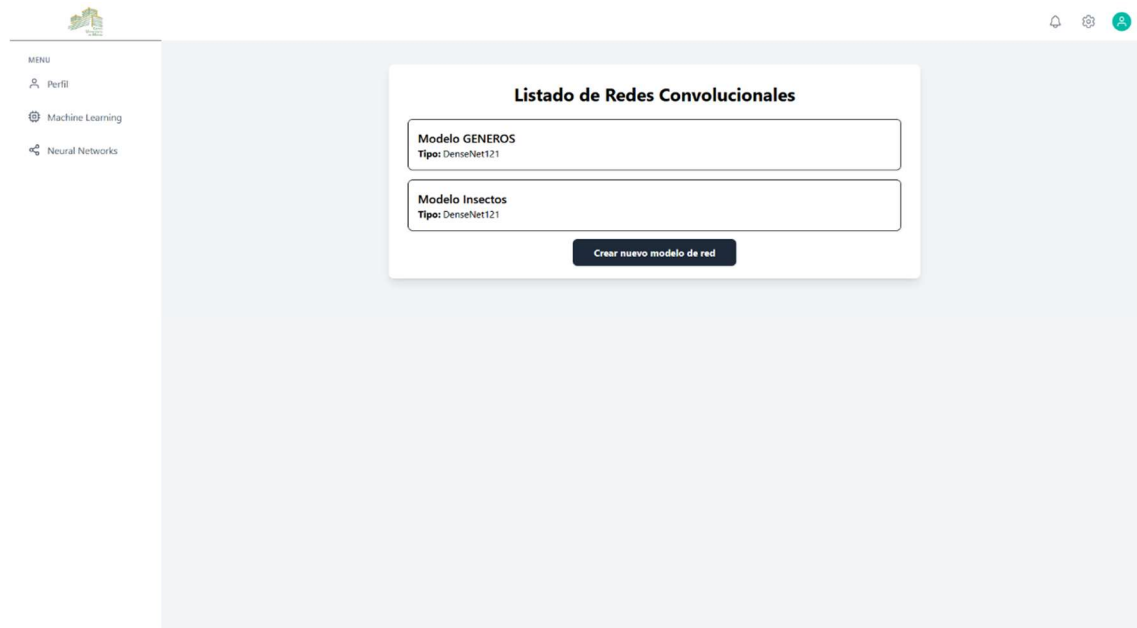 MENU
Perfil
Machine Learning
Neural Networks
Listado de Redes Convolucionales
Modelo GENEROS
Tipo: DenseNet121
Modelo Insectos
Tipo: DenseNet121
Crear nuevo modelo de red